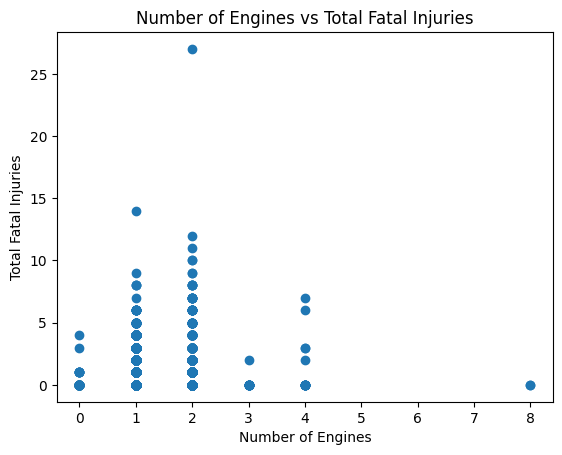 Number of Engines vs Total Fatal Injuries
Total Fatal Injuries
25
20
15
10
5
0
0 1 2 3 4 5 6 7 8
Number of Engines